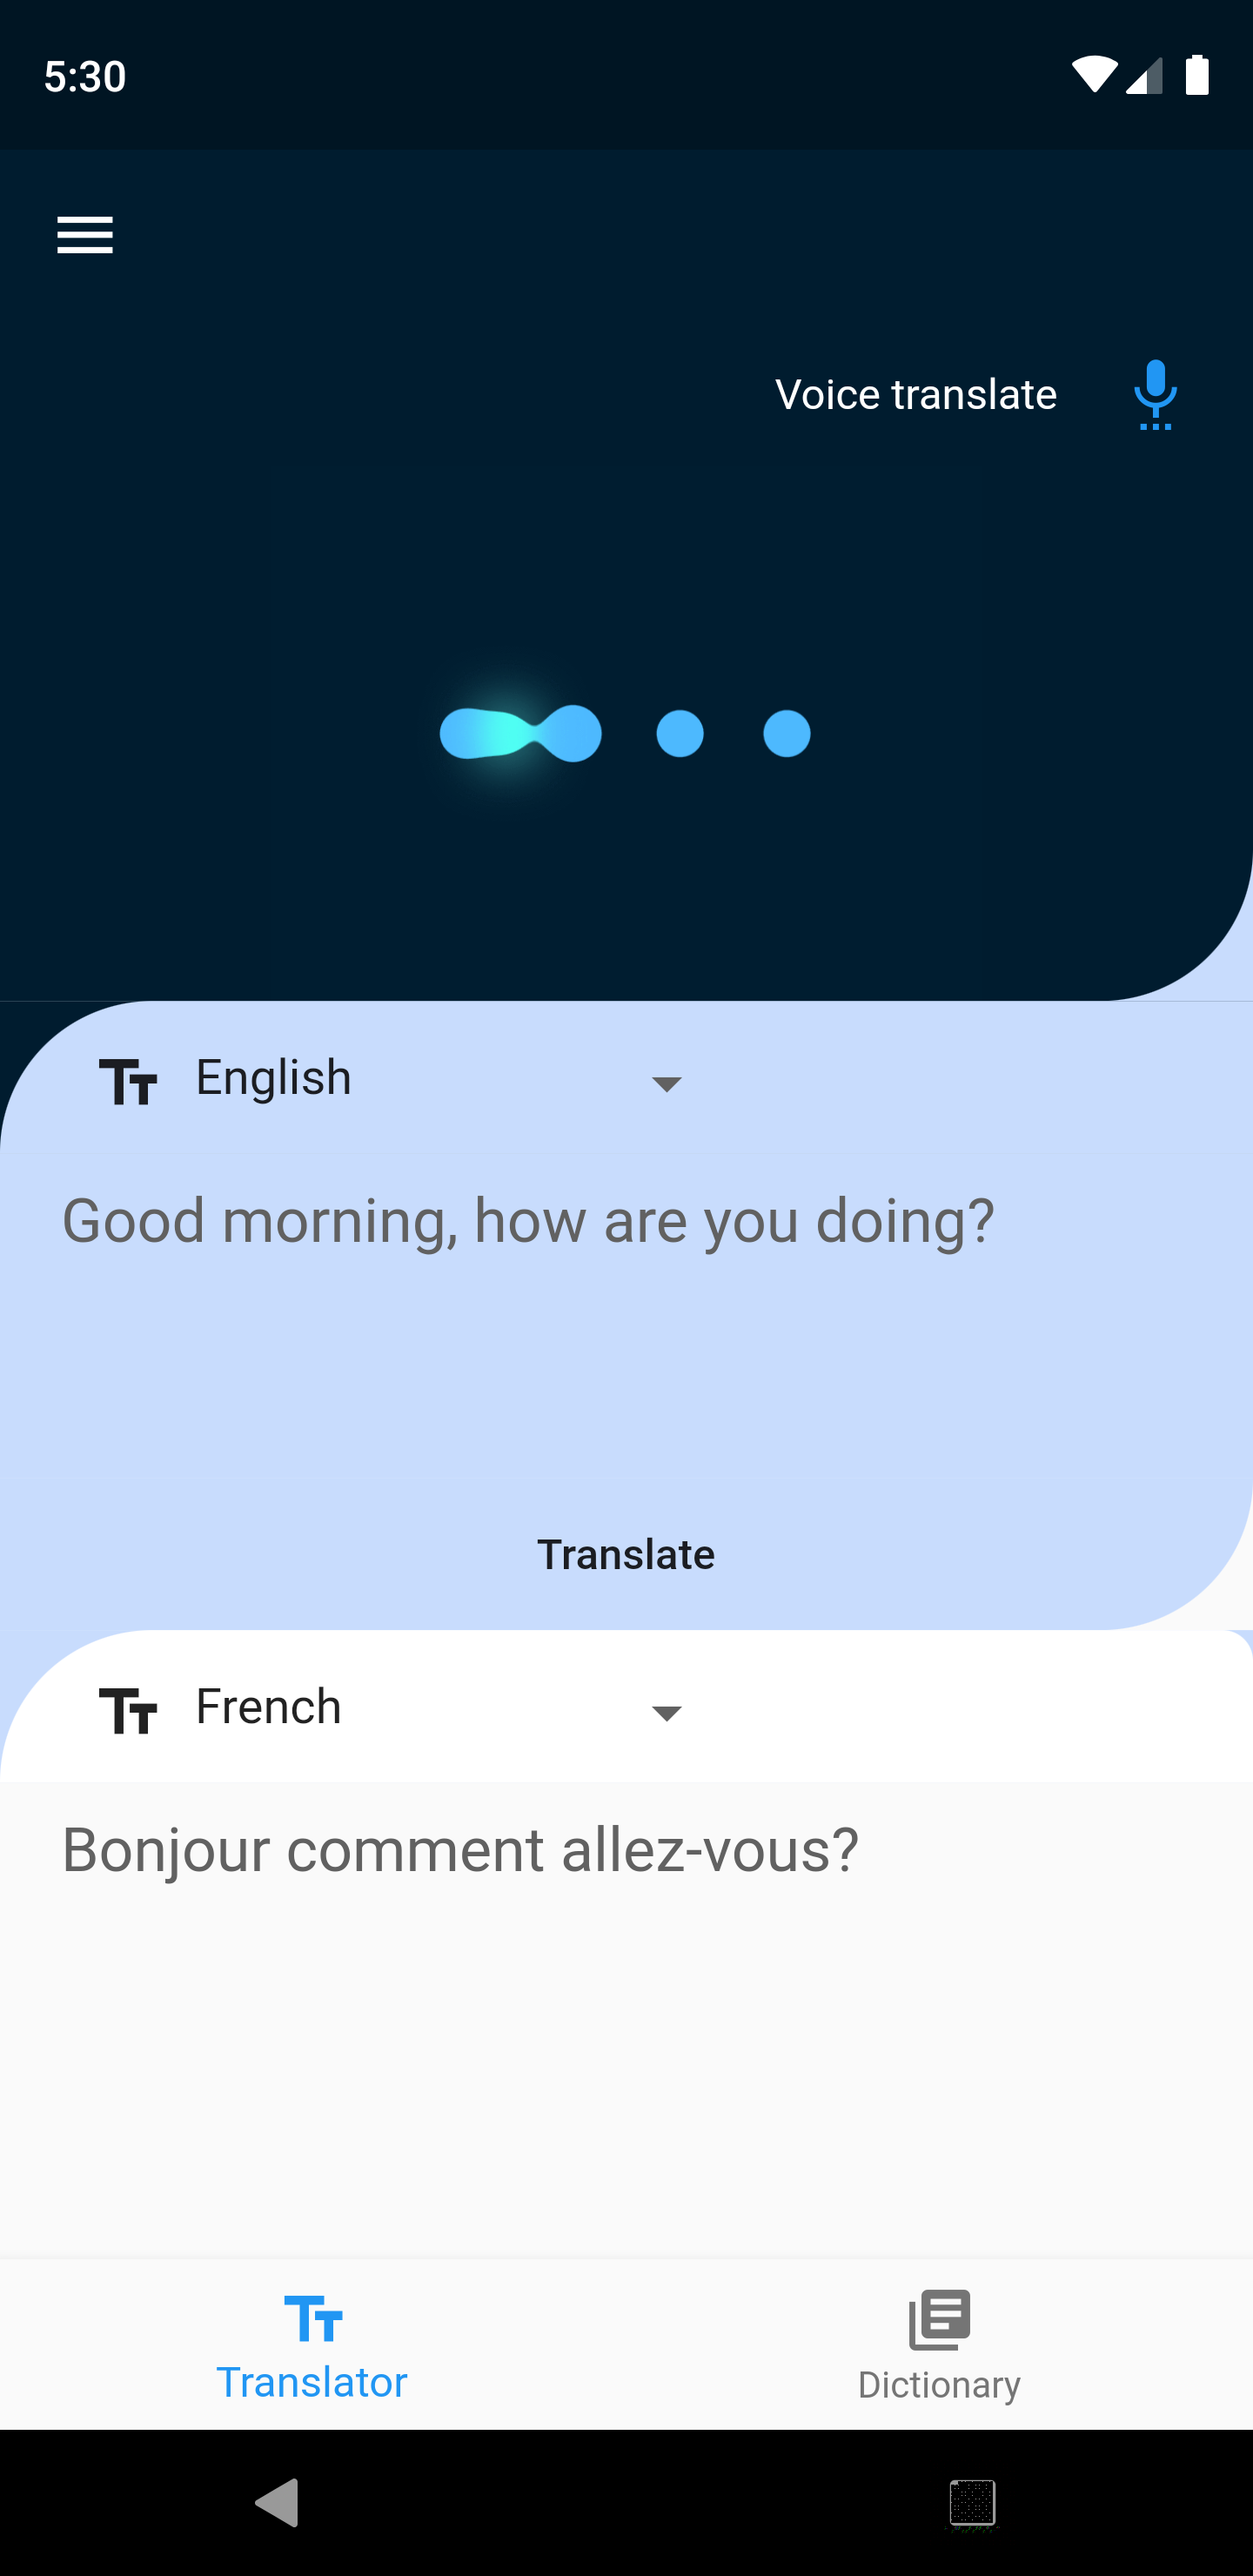 5:30
Voice translate
English
Good morning, how are you doing?
Translate
French
Bonjour comment allez-vous?
Translator
Dictionary